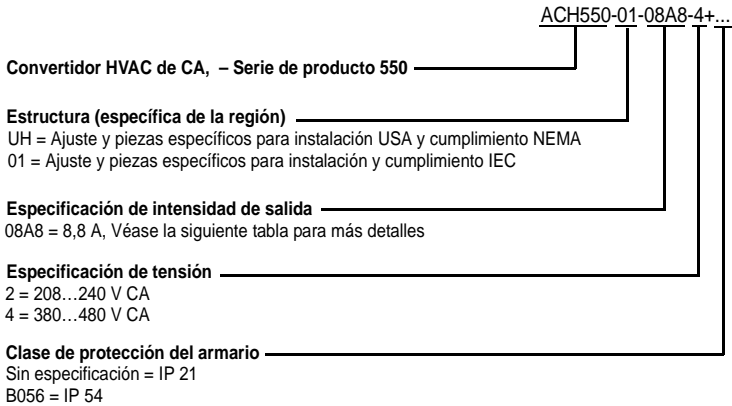 ACH550-01-08A8-4+...
Convertidor HVAC de CA, – Serie de producto 550
Estructura (específica de la región)
UH = Ajuste y piezas específicos para instalación USA y cumplimiento NEMA
01 = Ajuste y piezas específicos para instalación y cumplimiento IEC
Especificación de intensidad de salida
08A8 = 8,8 A, Véase la siguiente tabla para más detalles
Especificación de tensión
2 = 208…240 V CA
4 = 380…480 V CA
Clase de protección del armario
Sin especificación = IP 21
B056 = IP 54